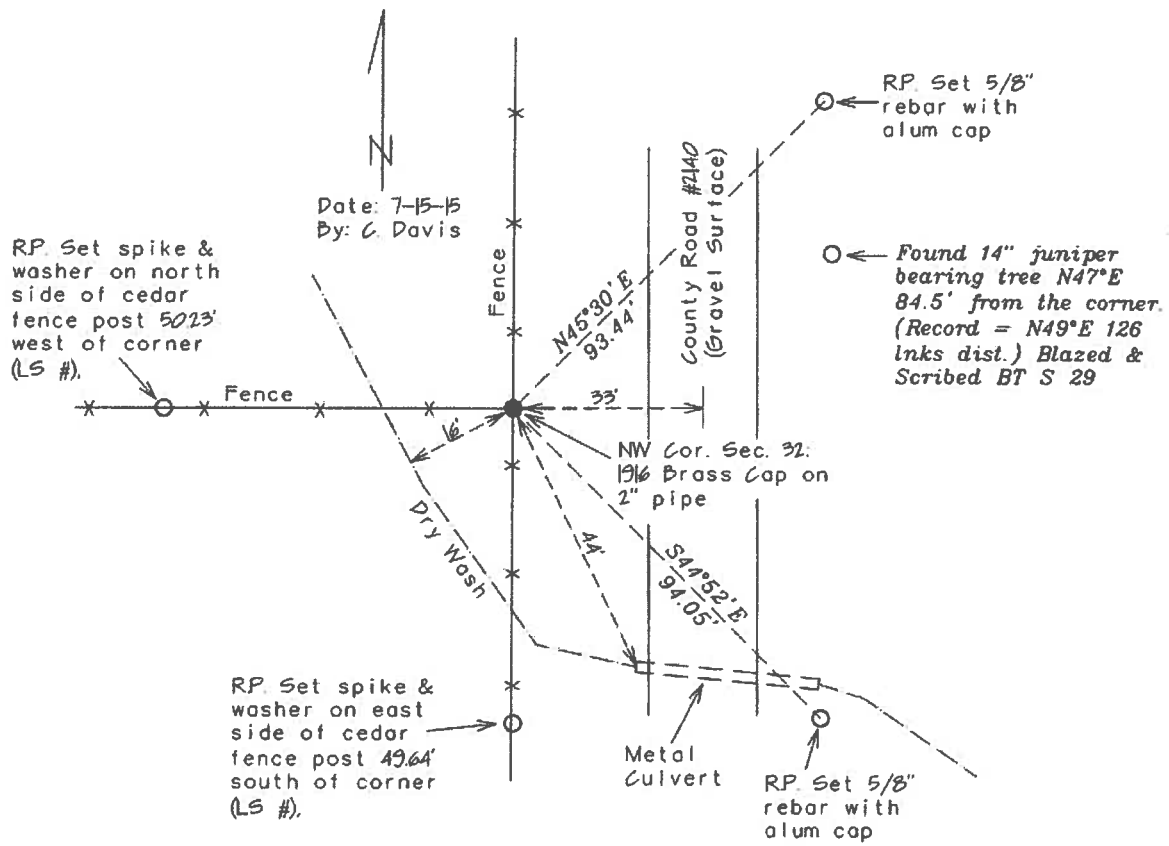 RP. Set 5/8"
rebar with
alum cap
N
Date: 7-15-15
By: C. Davis
Fence
County Road #2140
(Gravel Surface)
RP. Set spike &
washer on north
side of cedar
fence post 50.23'
west of corner
(LS #).
N45°30' E
93.44'
Found 14" juniper
bearing tree N47°E
84.5' from the corner.
(Record = N49°E 126
lnks dist.) Blazed &
Scribed BT S 29
Fence
33'
16'
NW Cor. Sec. 32:
1916 Brass Cap on
2" pipe
Dry Wash
44'
S44°52' E
94.05'
RP. Set spike &
washer on east
side of cedar
fence post 49.64'
south of corner
(LS #).
Metal
Culvert
RP. Set 5/8"
rebar with
alum cap